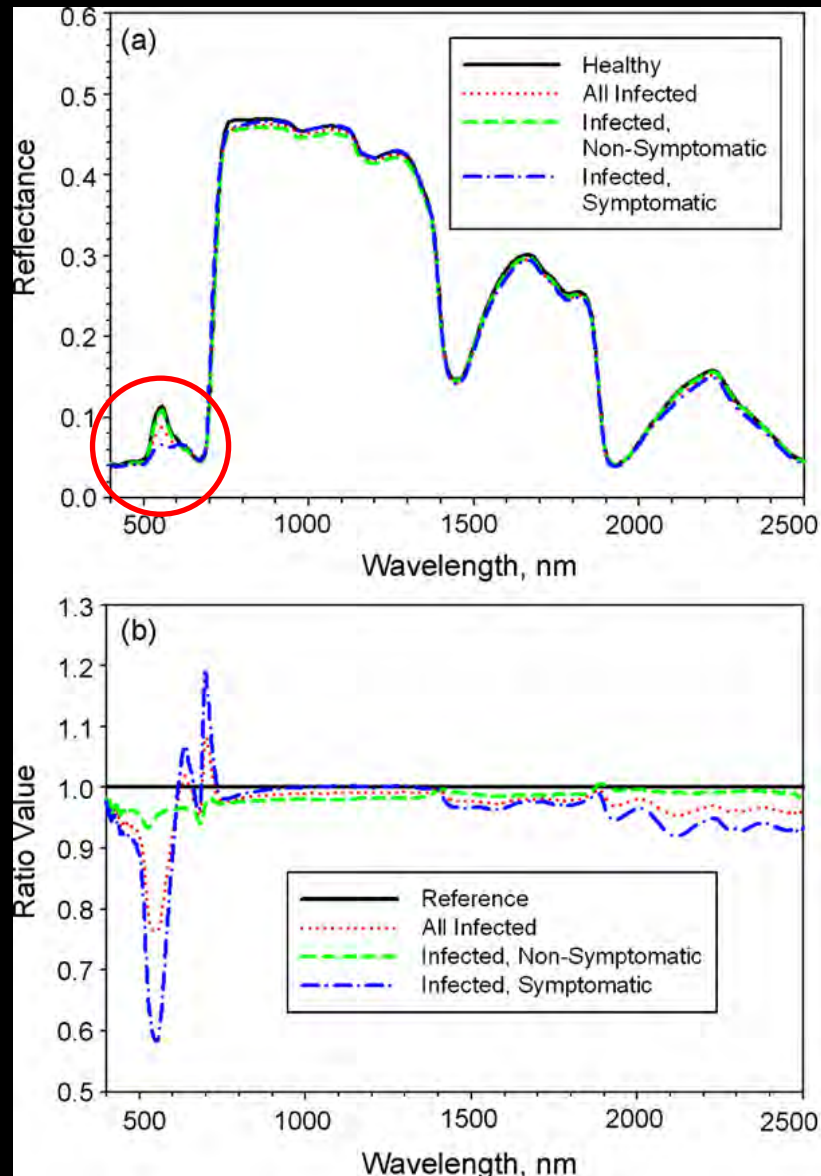 (a)
Healthy
All Infected
Infected,
Non-Symptomatic
Infected,
Symptomatic
Reflectance
0.6
0.5
0.4
0.3
0.2
0.1
0.0
500 1000 1500 2000 2500
Wavelength, nm
(b)
Ratio Value
1.3
1.2
1.1
1.0
0.9
0.8
0.7
0.6
0.5
Reference
All Infected
Infected, Non-Symptomatic
Infected, Symptomatic
500 1000 1500 2000 2500
Wavelength, nm